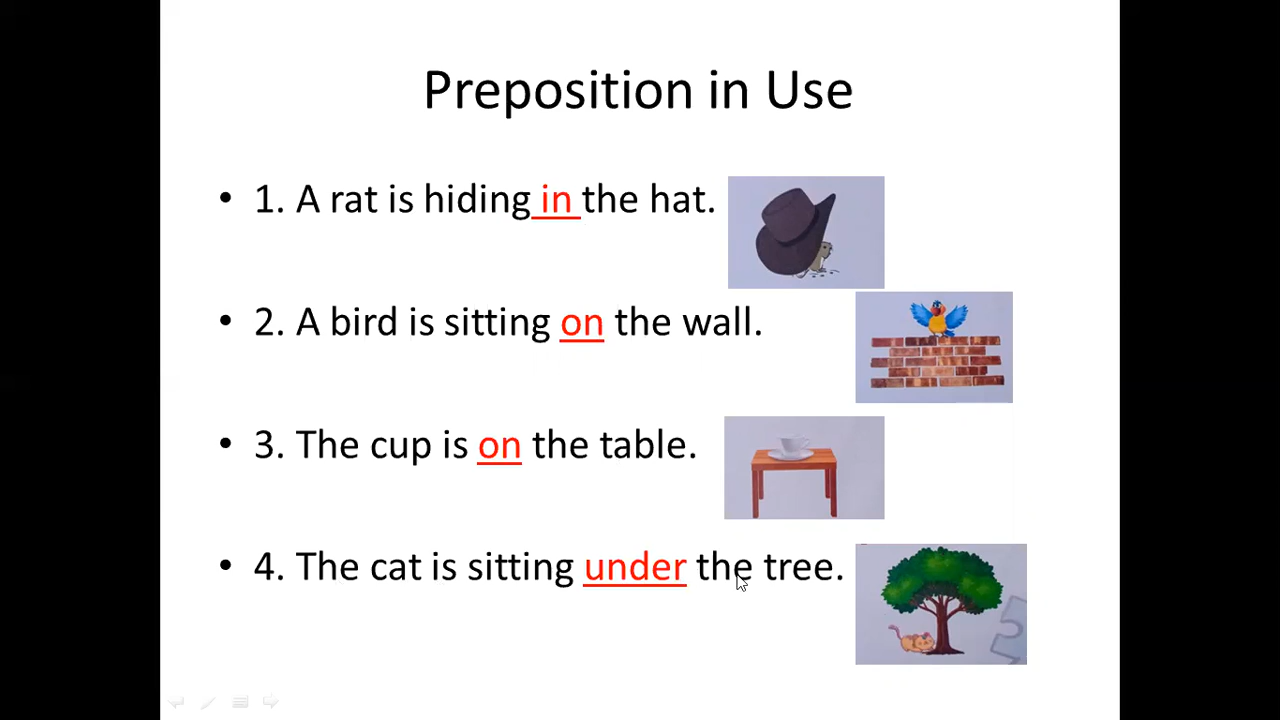 Preposition in Use
• 1. A rat is hiding in the hat.
• 2. A bird is sitting on the wall.
• 3. The cup is on the table.
• 4. The cat is sitting under the tree.